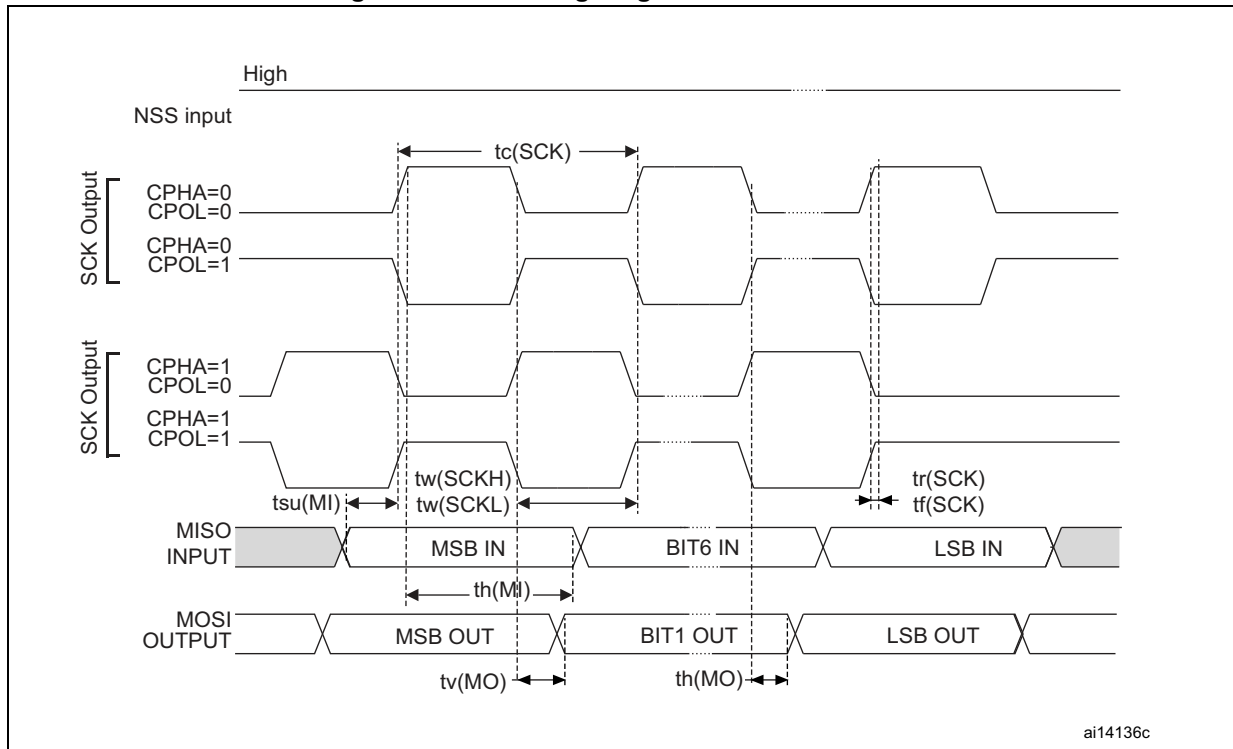 High
NSS input
tc(SCK)
SCK Output
CPHA=0
CPOL=0
CPHA=0
CPOL=1
SCK Output
CPHA=1
CPOL=0
CPHA=1
CPOL=1
tw(SCKH)
tw(SCKL)
tr(SCK)
tf(SCK)
tsu(MI)
MISO
INPUT
MSB IN
BIT6 IN
LSB IN
th(MI)
MOSI
OUTPUT
MSB OUT
BIT1 OUT
LSB OUT
tv(MO)
th(MO)
ai14136c